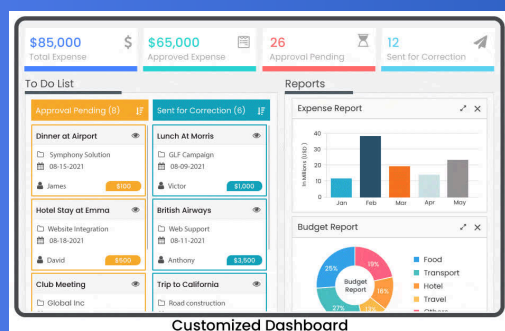 $85,000
Total Expense
$65,000
Approved Expense
26
Approval Pending
12
Sent for Correction
To Do List
Reports
Approval Pending (8)
Sent for Correction (6)
Dinner at Airport
Symphony Solution
08-15-2021
James
$100
Lunch At Morris
GLF Campaign
08-09-2021
Victor
$1,000
Hotel Stay at Emma
Website Integration
08-18-2021
David
$600
British Airways
Web Support
08-11-2021
Anthony
$3,500
Club Meeting
Global Inc
Trip to California
Road construction
Expense Report
In Millions (USD)
40
30
20
10
0
Jan
Feb
Mar
Apr
May
Budget Report
25%
19%
16%
27%
Budget
Report
Food
Transport
Hotel
Travel
Others
Customized Dashboard